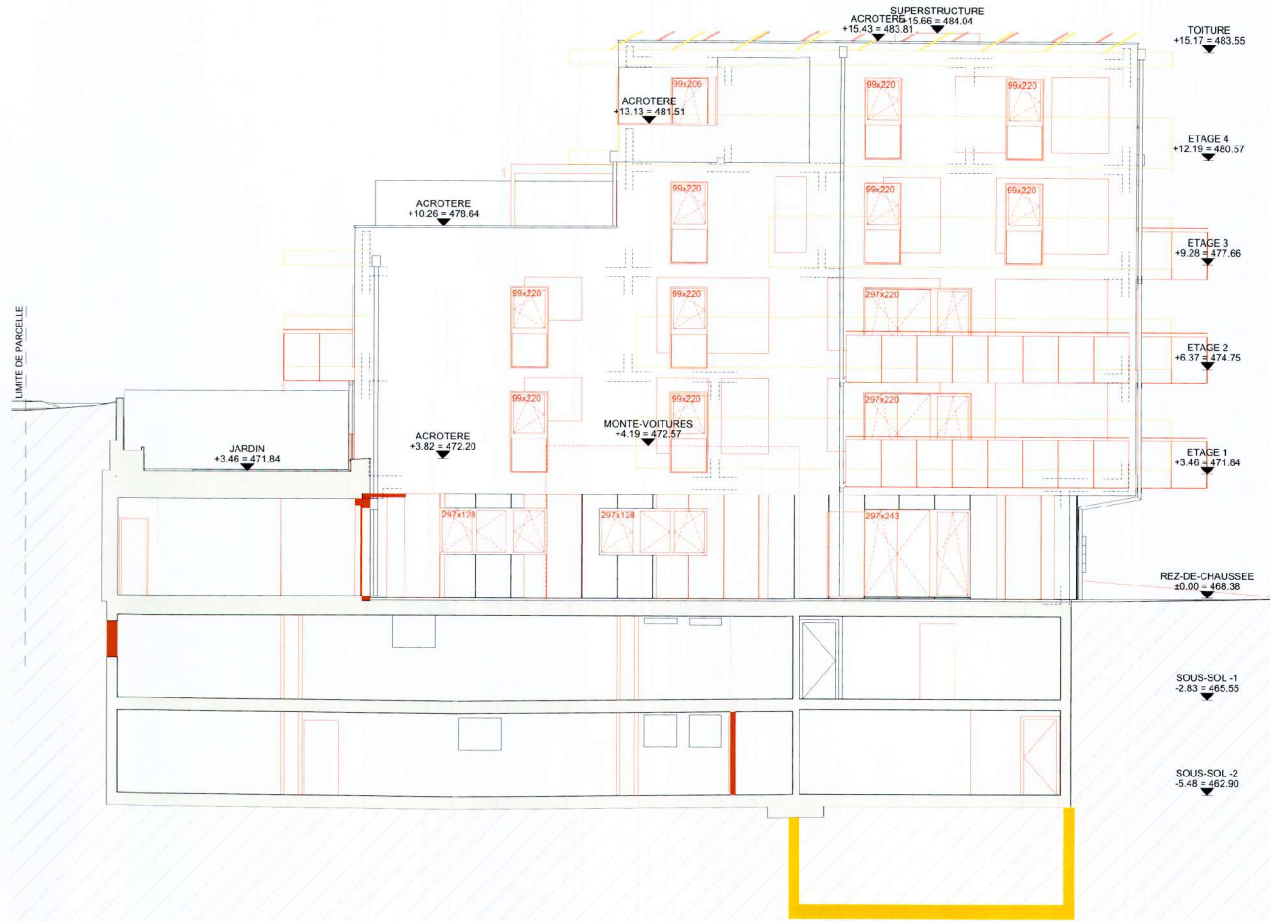 SUPERSTRUCTURE
+15.66 = 484.04
ACROTERE
+15.43 = 483.81
TOITURE
+15.17 = 483.55
99x206
99x220
99x220
ACROTERE
+13.13 = 481.51
ETAGE 4
+12.19 = 480.57
99x220
99x220
99x220
ACROTERE
+10.26 = 478.64
ETAGE 3
+9.28 = 477.66
99x220
99x220
297x220
LIMITE DE PARCELLE
ETAGE 2
+6.37 = 474.75
99x220
99x220
297x220
MONTE-VOITURES
+4.19 = 472.57
ACROTERE
+3.82 = 472.20
JARDIN
+3.46 = 471.84
ETAGE 1
+3.46 = 471.84
297x128
297x128
297x243
REZ-DE-CHAUSSEE
±0.00 = 468.38
SOUS-SOL -1
-2.83 = 465.55
SOUS-SOL -2
-5.48 = 462.90